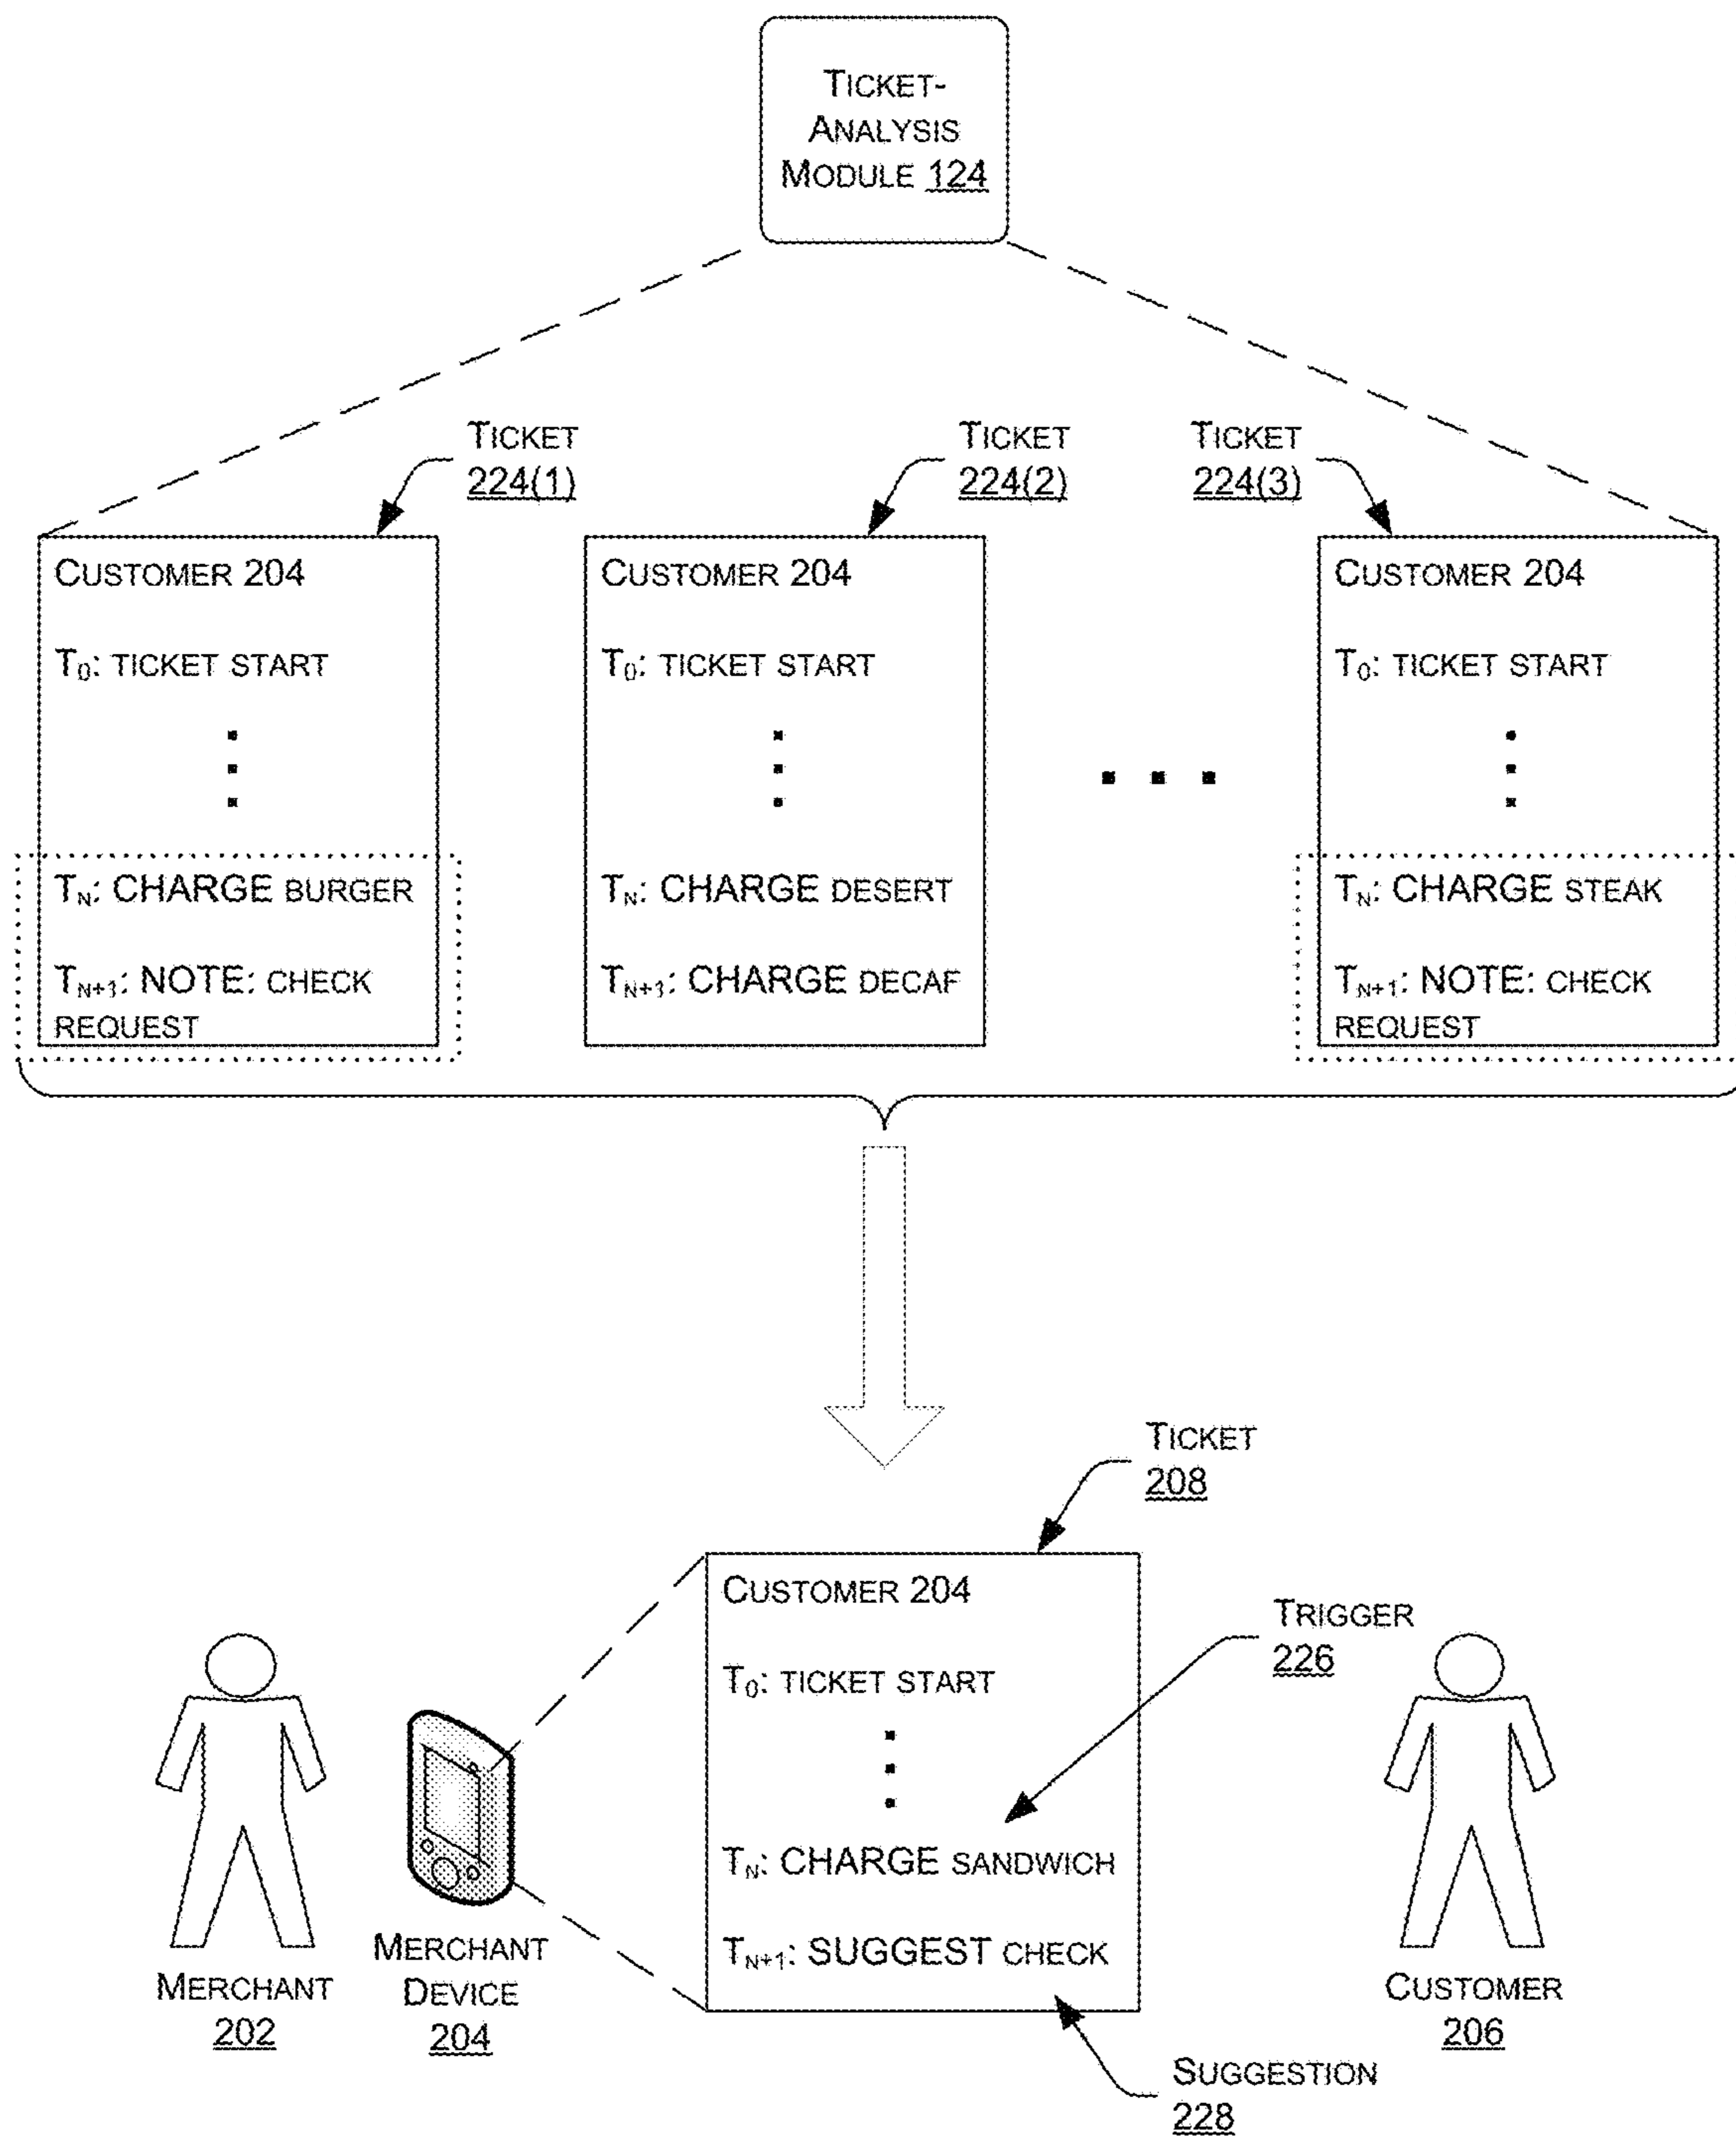 TICKET-
ANALYSIS
MODULE 124
TICKET
224(1)
TICKET
224(2)
TICKET
224(3)
CUSTOMER 204
T0: TICKET START
TN: CHARGE BURGER
TN+1: NOTE: CHECK
REQUEST
CUSTOMER 204
T0: TICKET START
TN: CHARGE DESERT
TN+1: CHARGE DECAF
CUSTOMER 204
T0: TICKET START
TN: CHARGE STEAK
TN+1: NOTE: CHECK
REQUEST
TICKET
208
CUSTOMER 204
T0: TICKET START
TN: CHARGE SANDWICH
TN+1: SUGGEST CHECK
TRIGGER
226
MERCHANT
202
MERCHANT
DEVICE
204
CUSTOMER
206
SUGGESTION
228